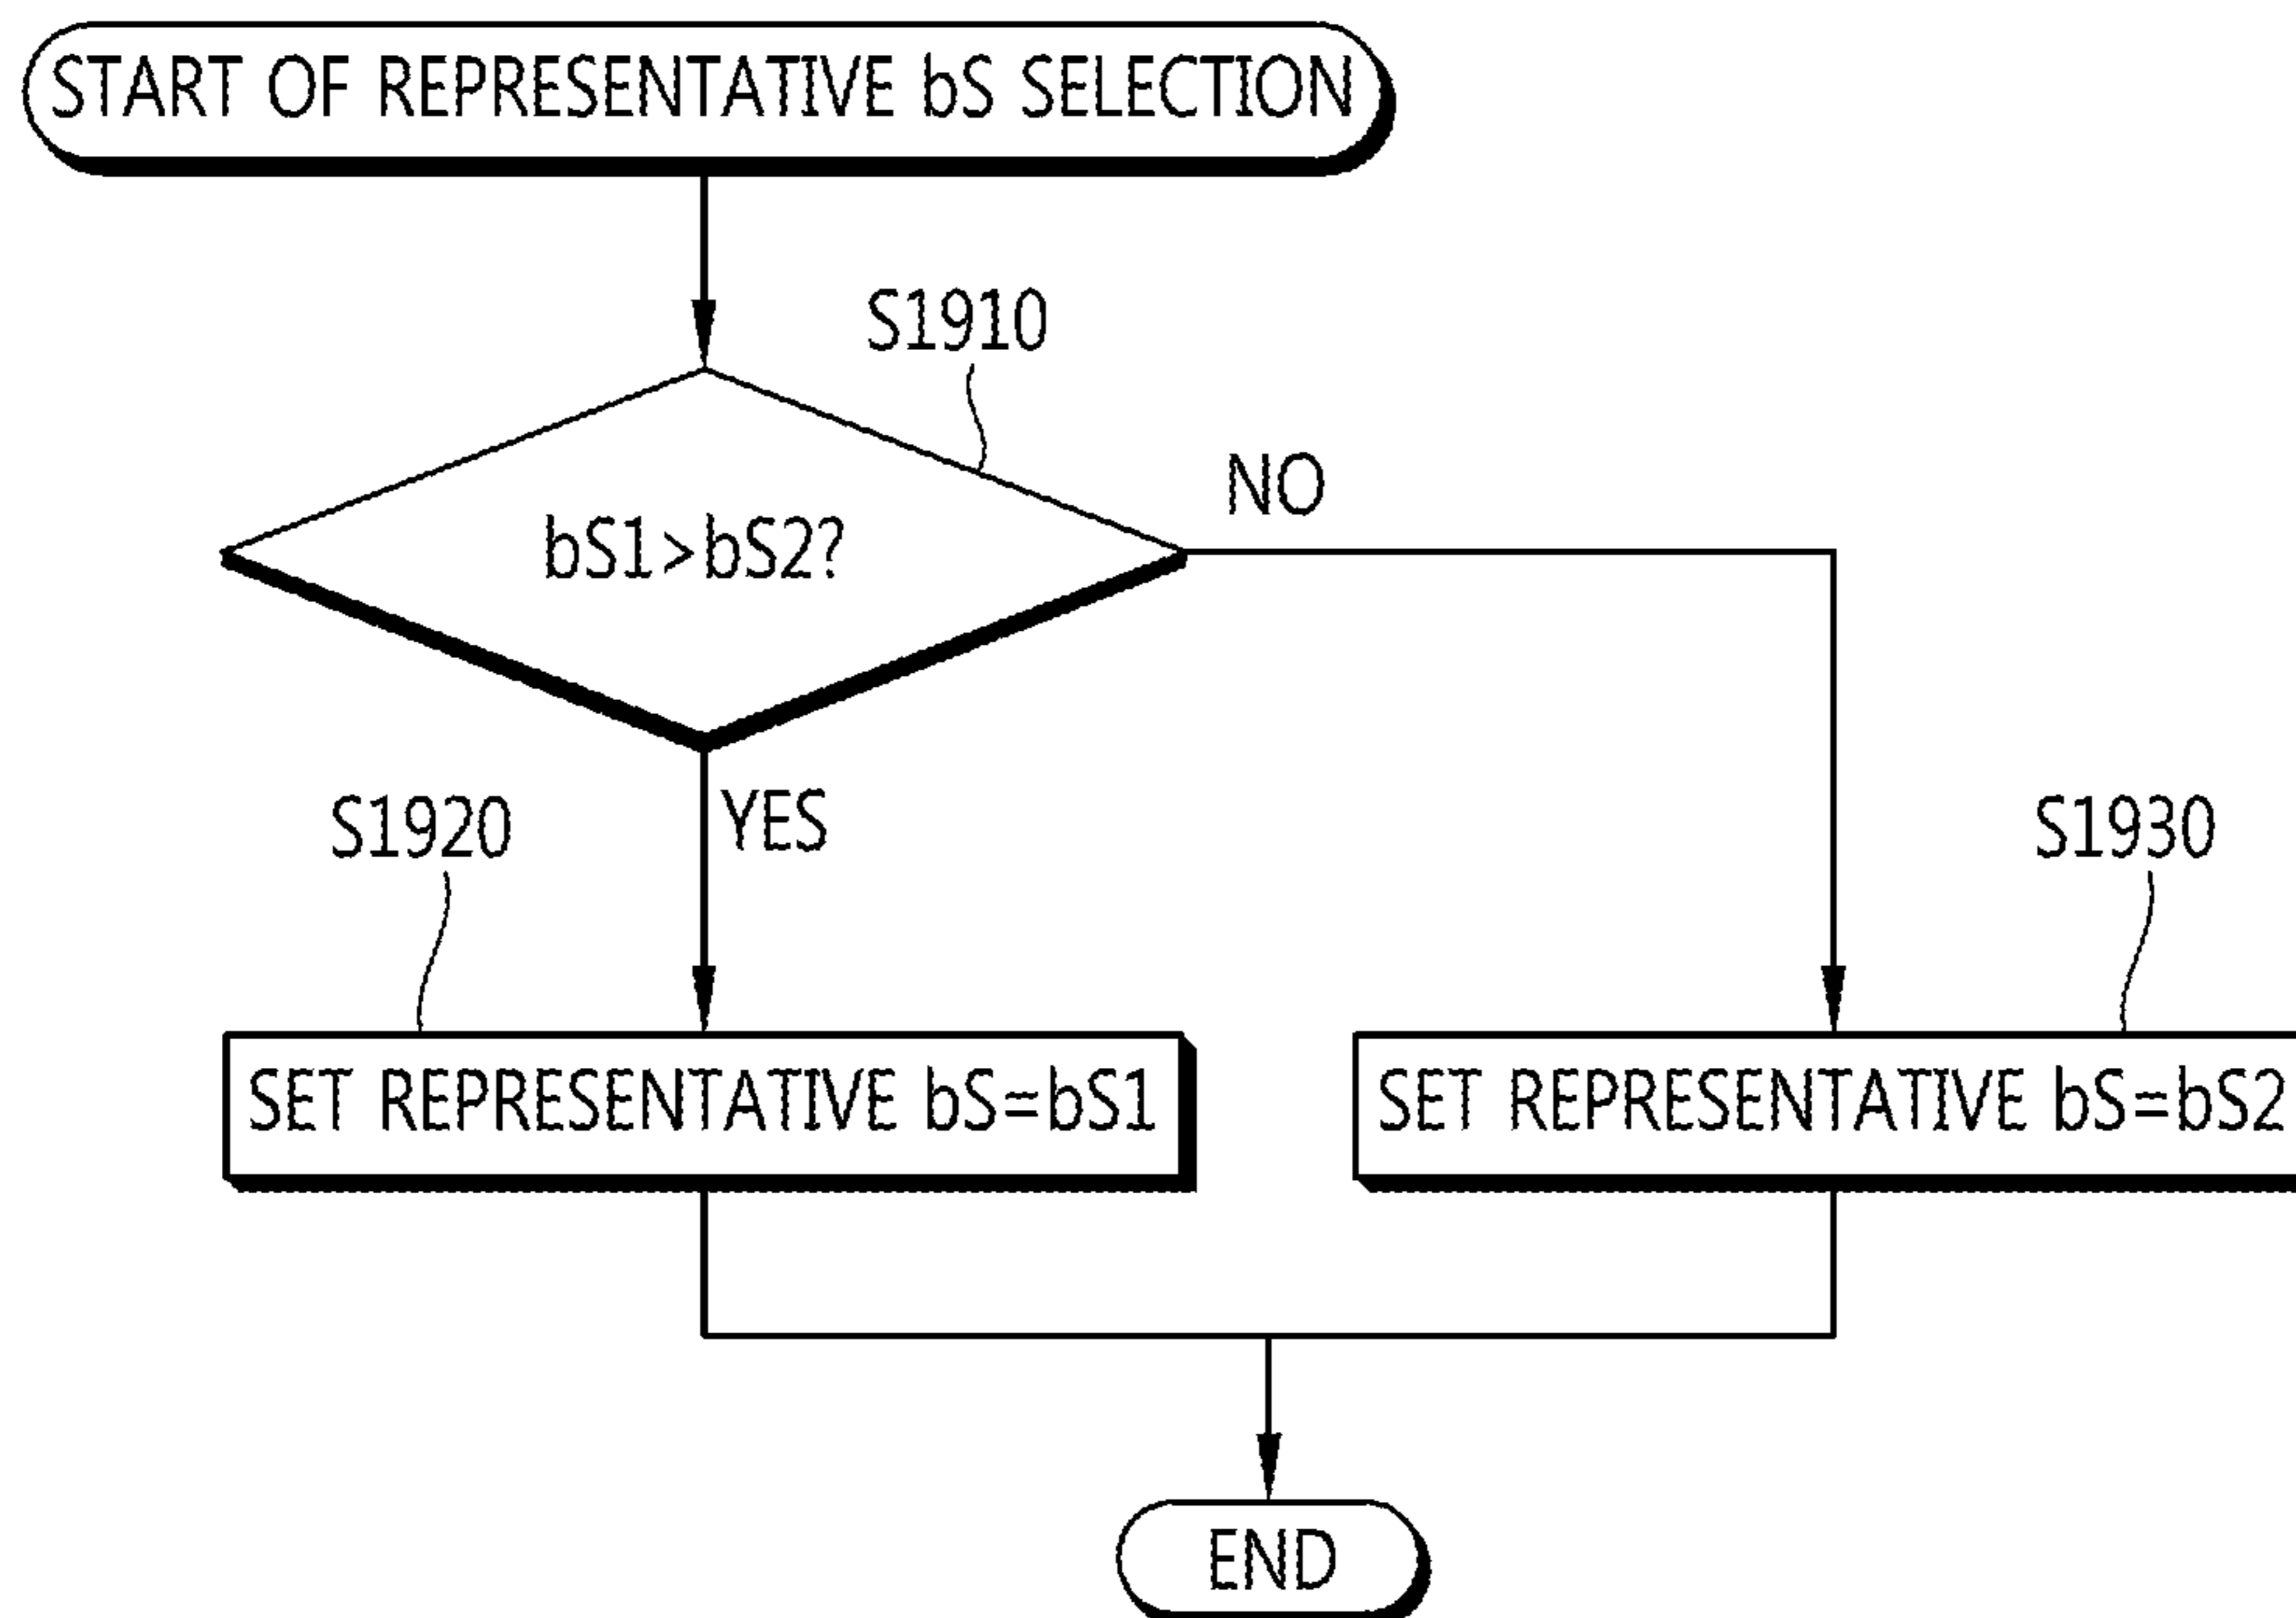 START OF REPRESENTATIVE bS SELECTION
S1910
NO
bS1>bS2?
YES
S1920
S1930
SET REPRESENTATIVE bS=bS1
SET REPRESENTATIVE bS=bS2
END